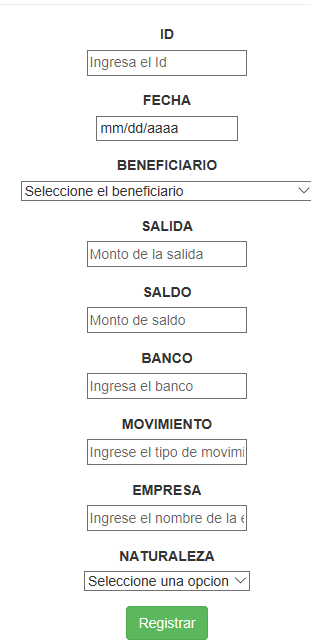 ID
Ingresa el Id
FECHA
mm/dd/aaaa
BENEFICIARIO
Seleccione el beneficiario
SALIDA
Monto de la salida
SALDO
Monto de saldo
BANCO
Ingresa el banco
MOVIMIENTO
Ingrese el tipo de movimi
EMPRESA
Ingrese el nombre de la e
NATURALEZA
Seleccione una opcion
Registrar